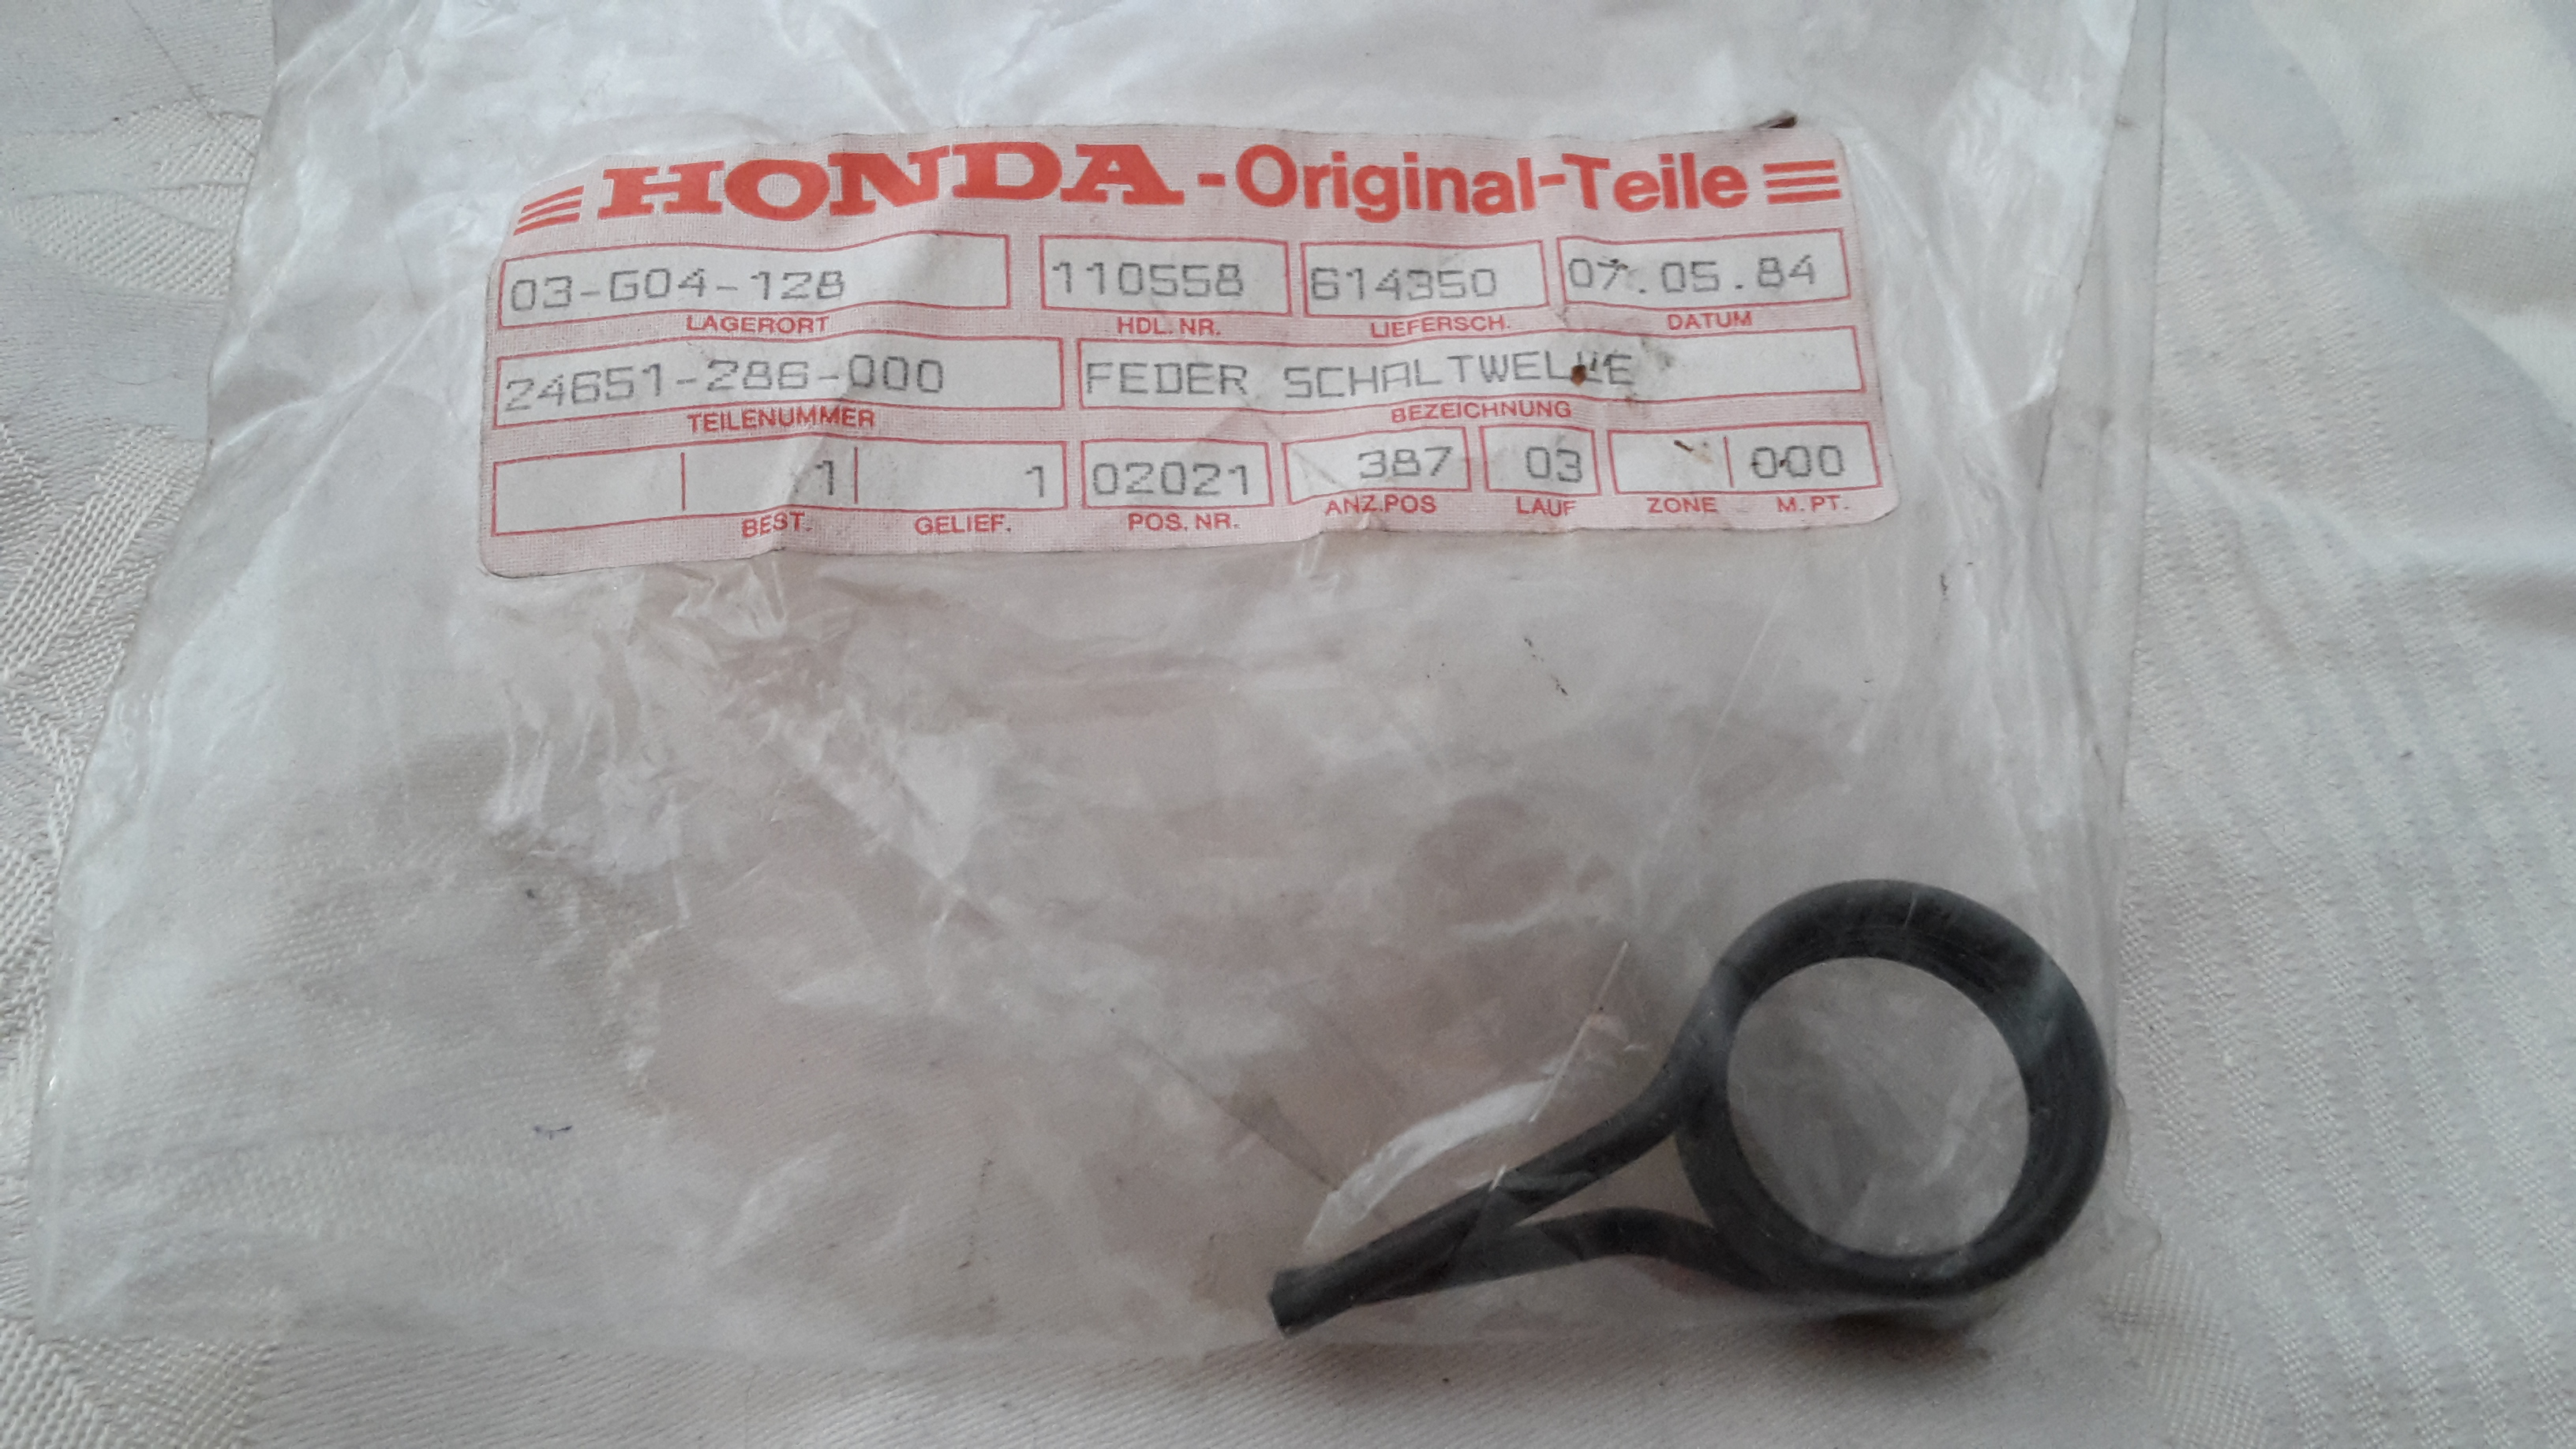 HONDA-Original-Teile
03-G04-128 110558 614350 07.05.84
LAGERORT HDL. NR. LIEFERSCH. DATUM
24651-286-000 FEDER SCHALTWELLE
TEILENUMMER BEZEICHNUNG
1 1 02021 387 03 000
BEST. GELIEF. POS. NR. ANZ.POS LAUF ZONE M. PT.